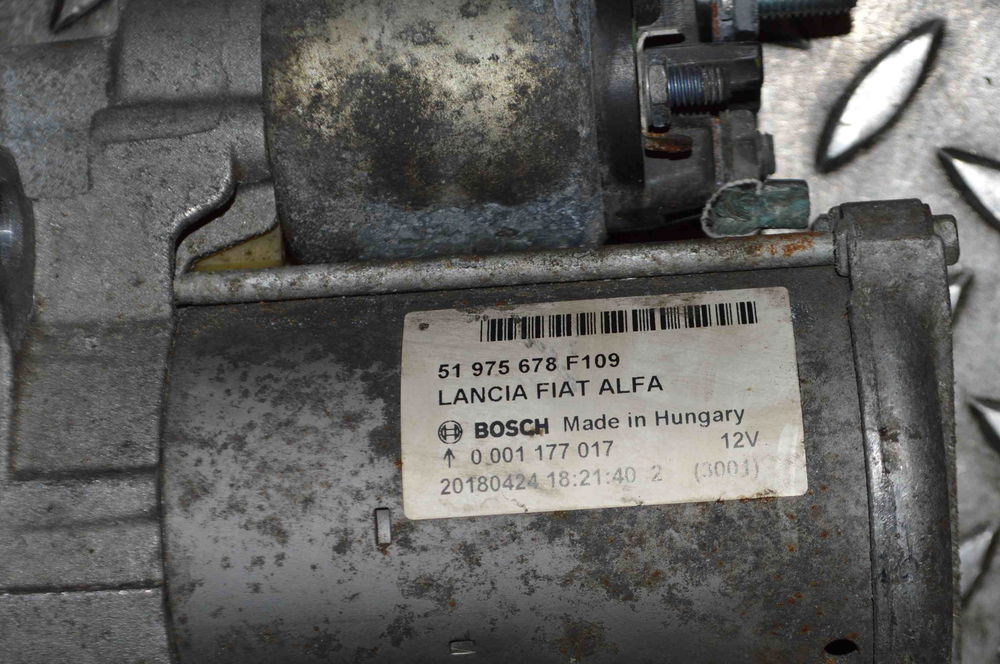 51 975 678 F109
LANCIA FIAT ALFA
BOSCH Made in Hungary
↑ 0 001 177 017 12V
20180424 18:21:40 2 (3001)